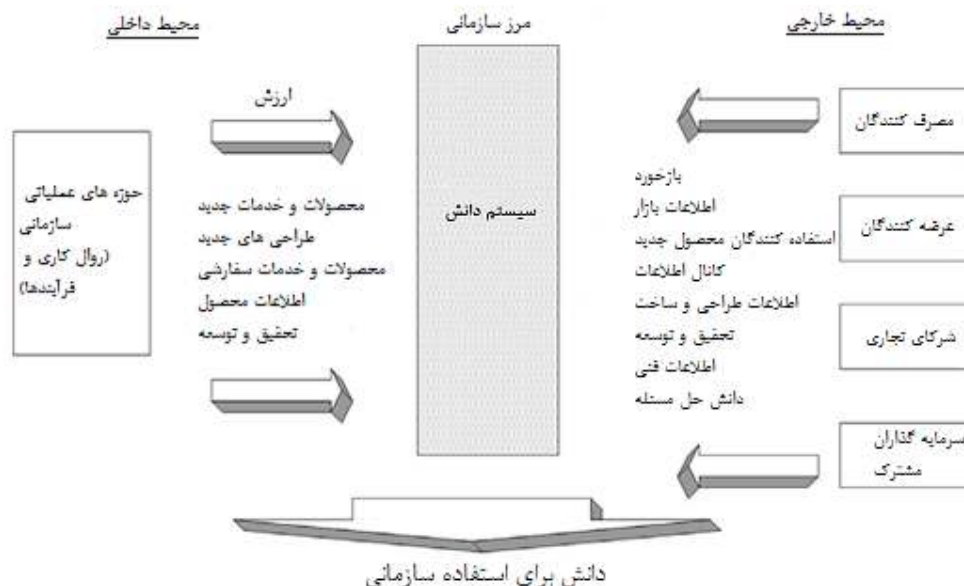 محیط خارجی
مرز سازمانی
محیط داخلی
مصرف کنندگان
عرضه کنندگان
شرکای تجاری
سرمایه گذاران
مشترک
بازخورد
اطلاعات بازار
استفاده کنندگان محصول جدید
کانال اطلاعات
اطلاعات طراحی و ساخت
تحقیق و توسعه
اطلاعات فنی
دانش حل مسئله
سیستم دانش
ارزش
محصولات و خدمات جدید
طراحی های جدید
محصولات و خدمات سفارشی
اطلاعات محصول
تحقیق و توسعه
حوزه های عملیاتی
سازمانی
(روال کاری و
فرآیندها)
دانش برای استفاده سازمانی